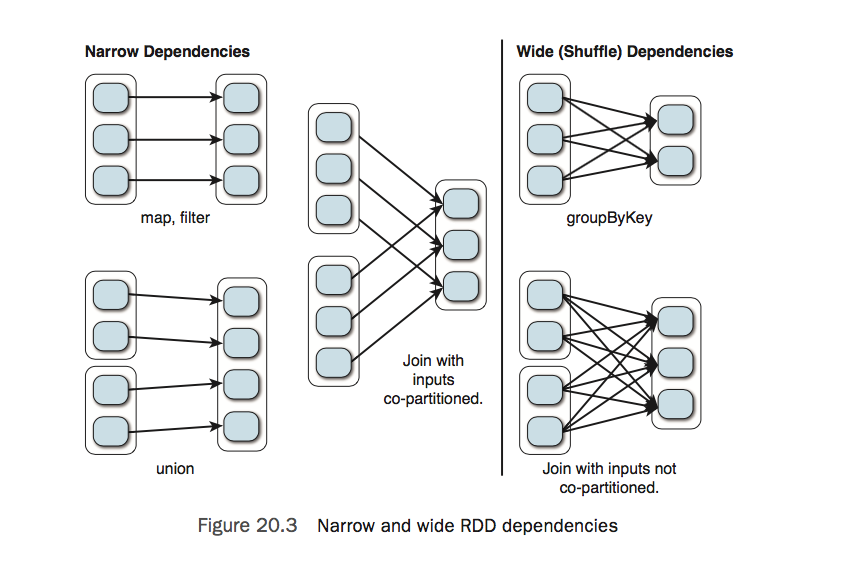 Narrow Dependencies
Wide (Shuffle) Dependencies
map, filter
groupByKey
Join with
inputs
co-partitioned.
union
Join with inputs not
co-partitioned.
Figure 20.3 Narrow and wide RDD dependencies